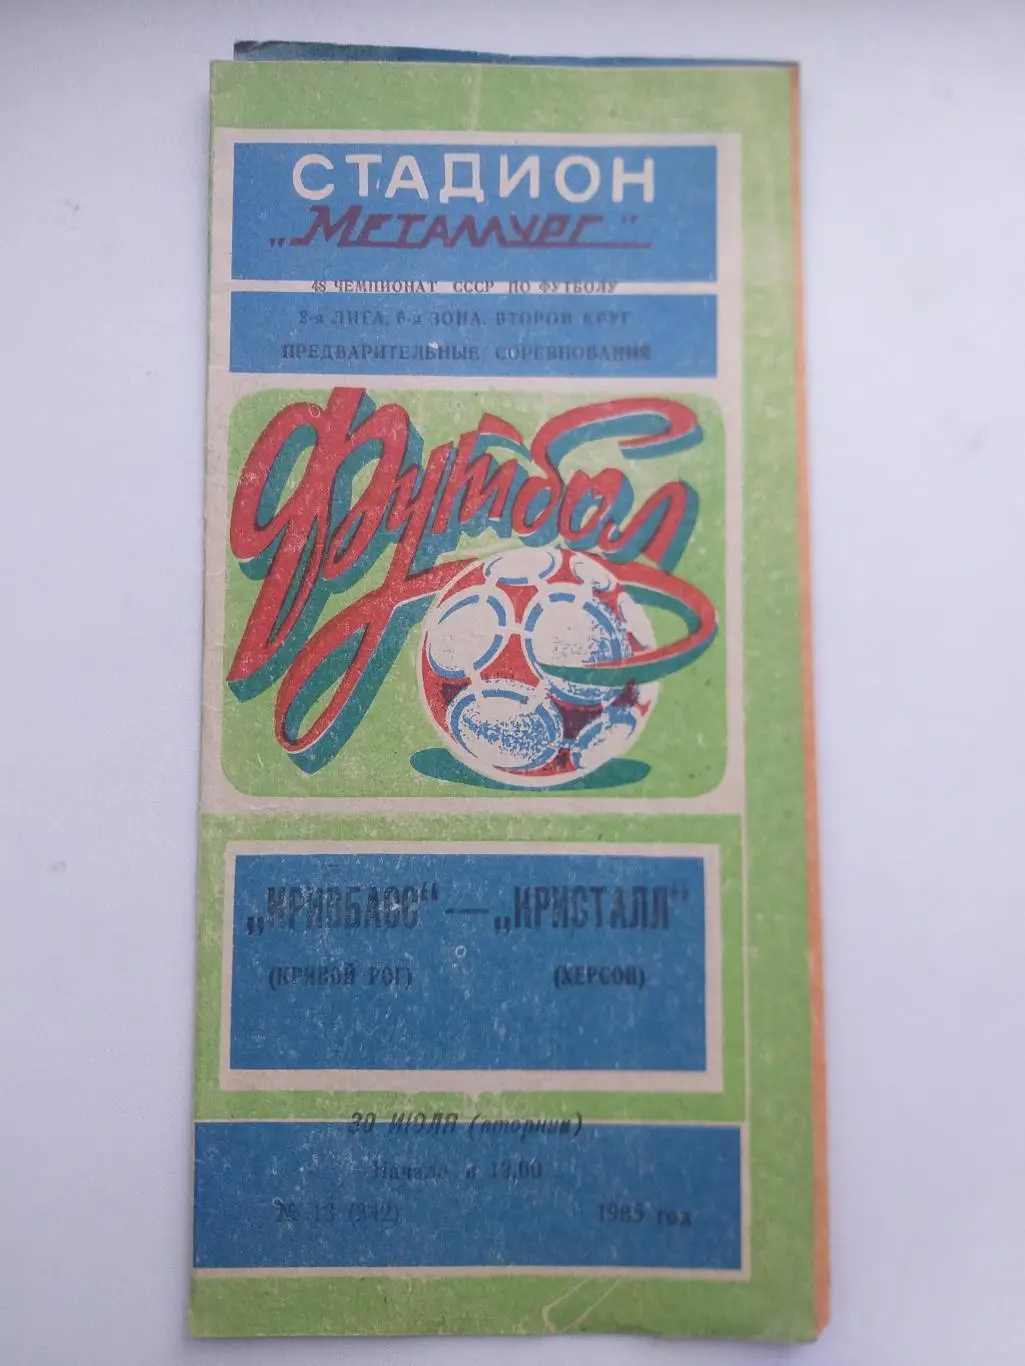 СТАДИОН
„Металлург"
48 ЧЕМПИОНАТ СССР ПО ФУТБОЛУ
2-я ЛИГА, 6-я ЗОНА, ВТОРОЙ КРУГ
ПРЕДВАРИТЕЛЬНЫЕ СОРЕВНОВАНИЯ
Футбол
„КРИВБАСС“ — „КРИСТАЛЛ“
(КРИВОЙ РОГ) (ХЕРСОН)
30 ИЮЛЯ (вторник)
Начало в 19.00
№ 13 (342) 1985 год